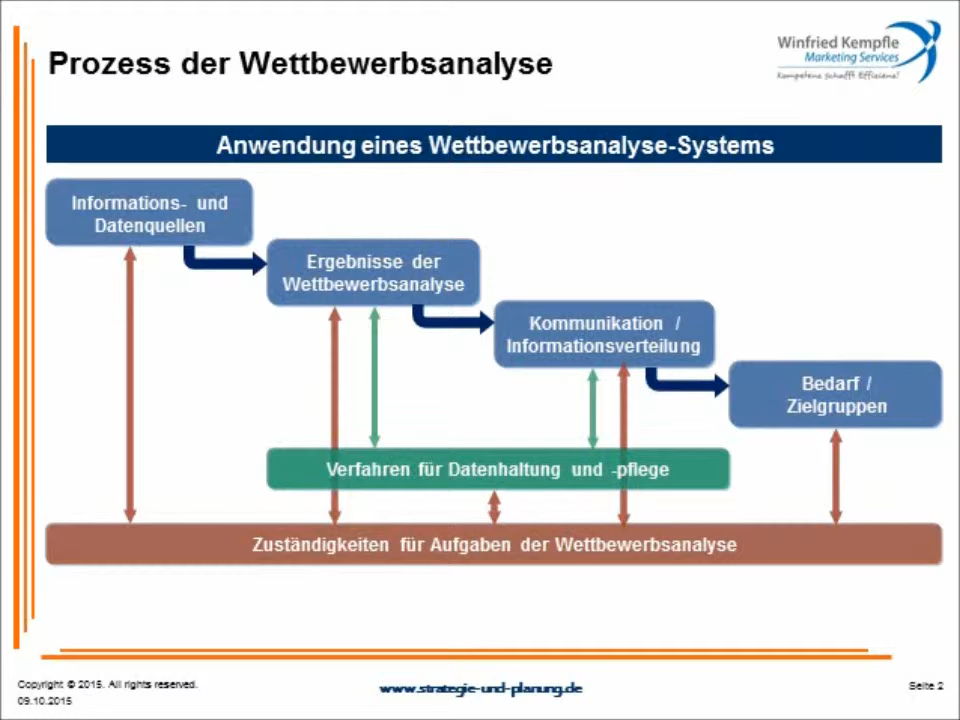 Prozess der Wettbewerbsanalyse
Winfried Kempfle
Marketing Services
Kompetenz schafft Effizienz!
Anwendung eines Wettbewerbsanalyse-Systems
Informations- und
Datenquellen
Ergebnisse der
Wettbewerbsanalyse
Kommunikation /
Informationsverteilung
Bedarf /
Zielgruppen
Verfahren für Datenhaltung und -pflege
Zuständigkeiten für Aufgaben der Wettbewerbsanalyse
Copyright © 2015. All rights reserved.
09.10.2015
www.strategie-und-planung.de
Seite 2